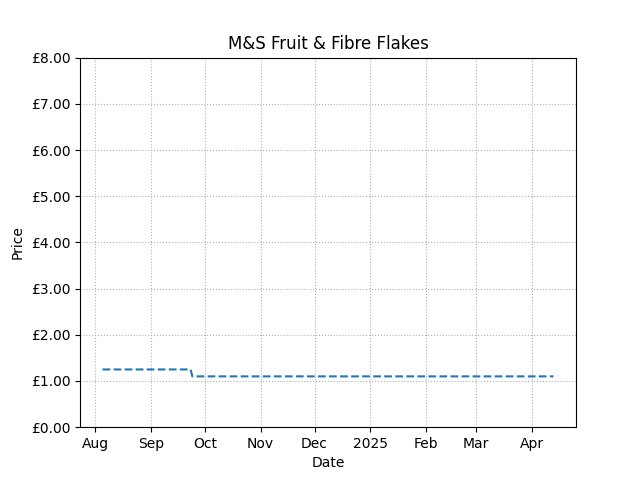 M&S Fruit & Fibre Flakes
£8.00
£7.00
£6.00
£5.00
£4.00
£3.00
£2.00
£1.00
£0.00
Price
Aug Sep Oct Nov Dec 2025 Feb Mar Apr
Date